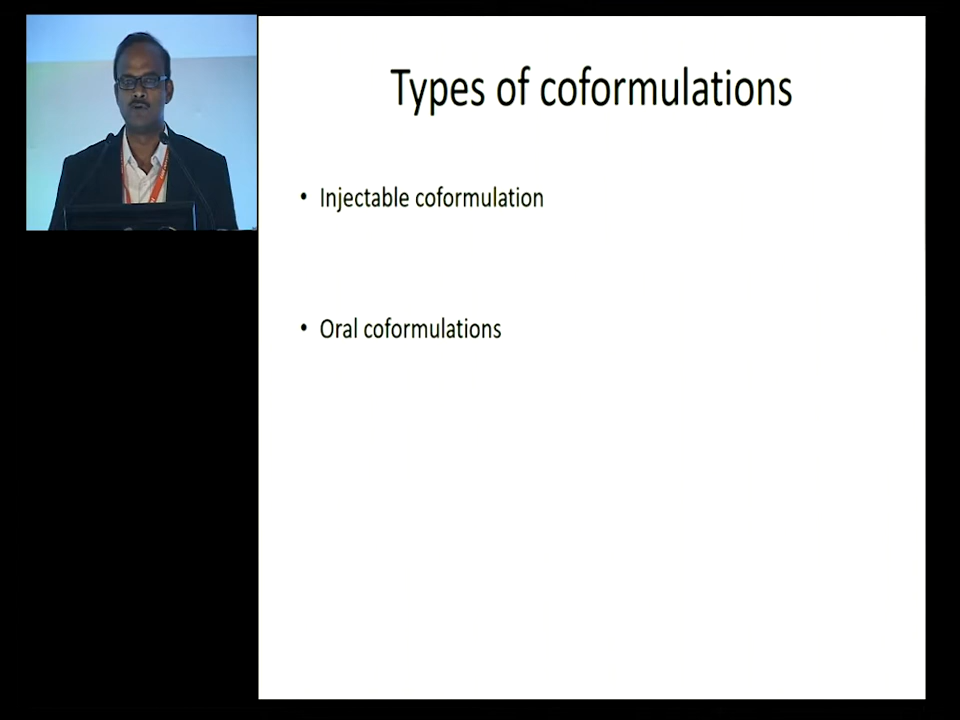 Types of coformulations
• Injectable coformulation
• Oral coformulations